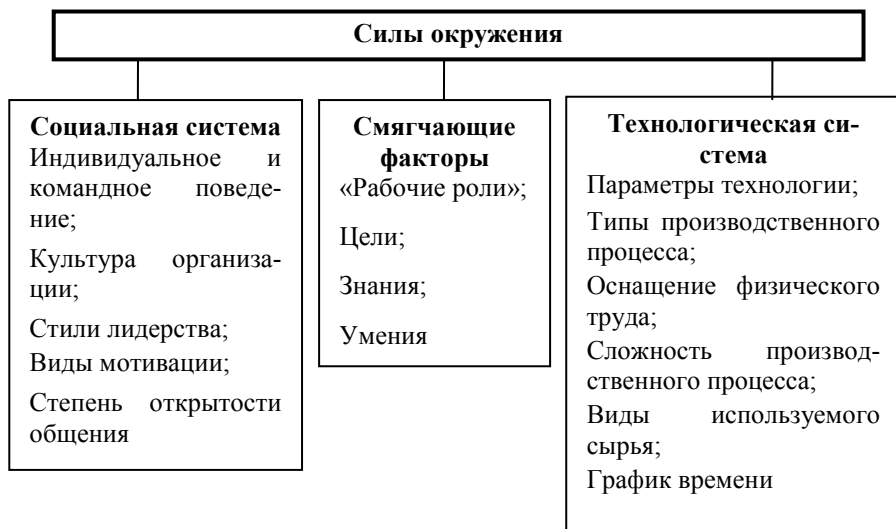 Силы окружения
Социальная система
Индивидуальное и
командное поведе-
ние;
Культура организа-
ции;
Стили лидерства;
Виды мотивации;
Степень открытости
общения
Смягчающие
факторы
«Рабочие роли»;
Цели;
Знания;
Умения
Технологическая си-
стема
Параметры технологии;
Типы производственного
процесса;
Оснащение физического
труда;
Сложность производ-
ственного процесса;
Виды используемого
сырья;
График времени